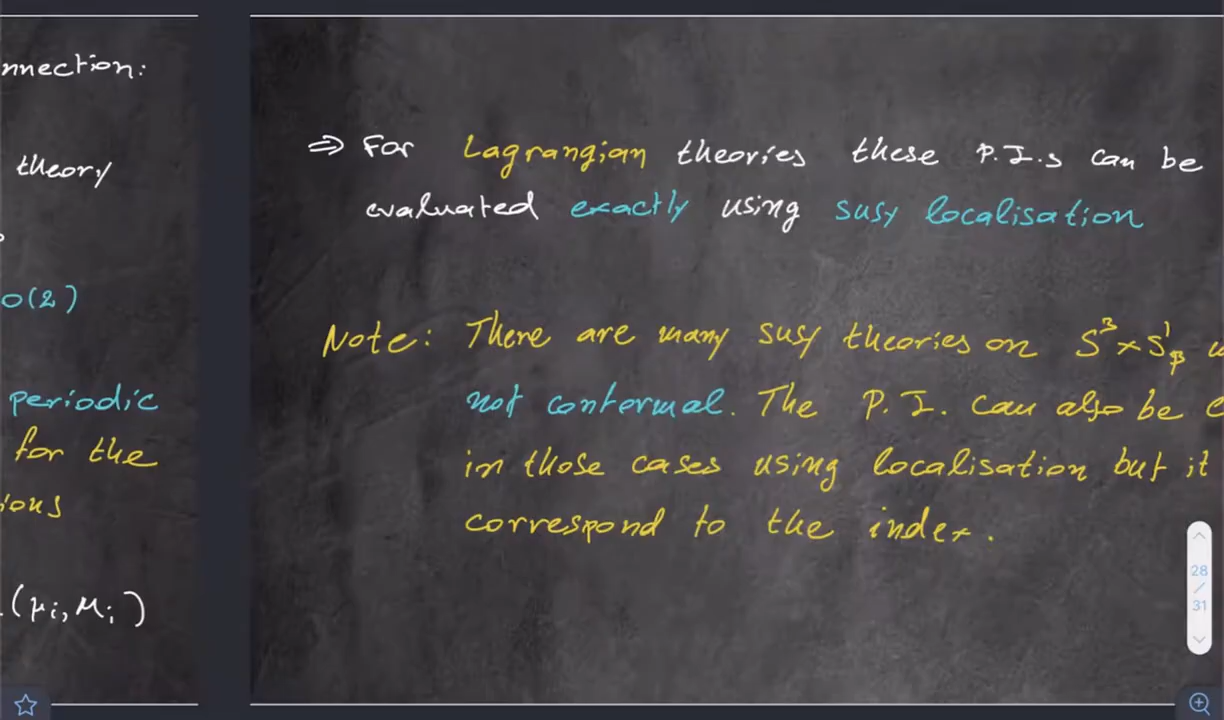 nnection:
theory
O(2)
periodic
for the
ions
(μi, Mi)
⇒ For Lagrangian theories these P.I.s can be
evaluated exactly using susy localisation
Note: There are many susy theories on S³×S¹β
not conformal. The P.I. can also be
in those cases using localisation but it
correspond to the index.
28
/
31